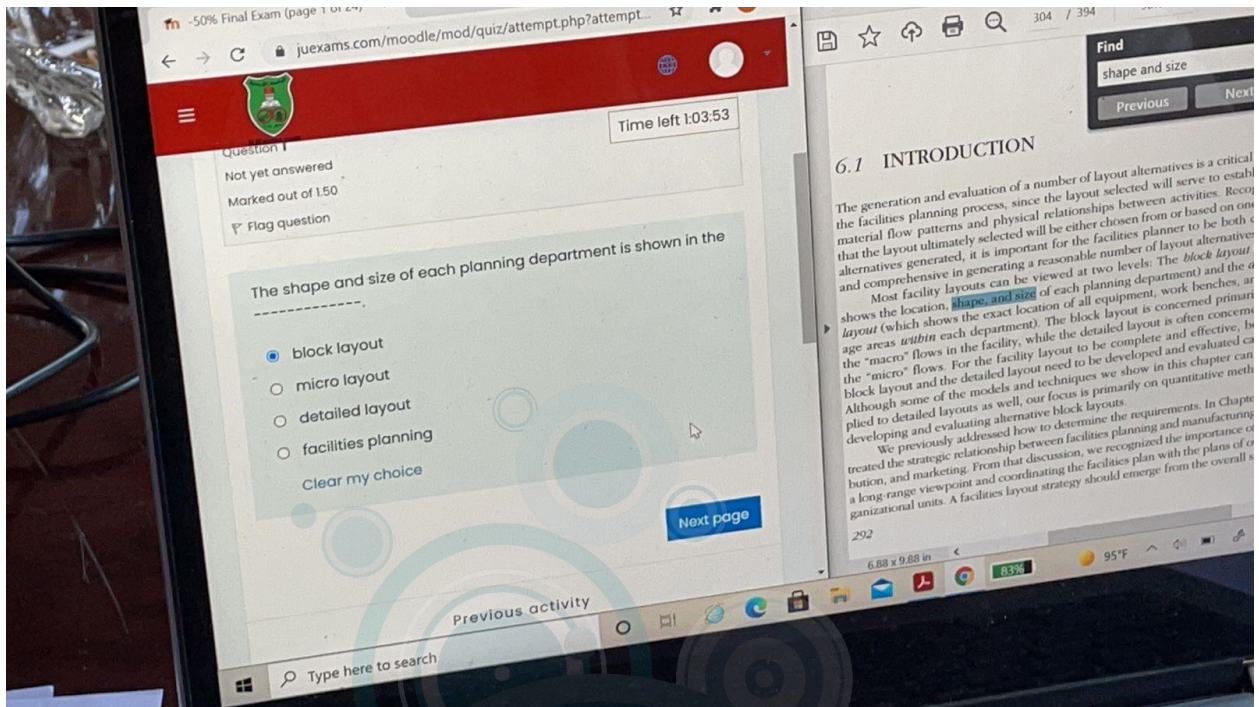 -50% Final Exam (page 1 of 24)
juexams.com/moodle/mod/quiz/attempt.php?attempt...
Question 1
Not yet answered
Marked out of 1.50
Flag question
Time left 1:03:53
The shape and size of each planning department is shown in the
------------.
block layout
micro layout
detailed layout
facilities planning
Clear my choice
Next page
Previous activity
Type here to search
304 / 394
Find
shape and size
Previous
Next
6.1 INTRODUCTION
The generation and evaluation of a number of layout alternatives is a critical
the facilities planning process, since the layout selected will serve to establ
material flow patterns and physical relationships between activities. Recog
that the layout ultimately selected will be either chosen from or based on one
alternatives generated, it is important for the facilities planner to be both c
and comprehensive in generating a reasonable number of layout alternatives
Most facility layouts can be viewed at two levels: The block layout
shows the location, shape, and size of each planning department) and the d
layout (which shows the exact location of all equipment, work benches, an
age areas within each department). The block layout is concerned primar
the "macro" flows in the facility, while the detailed layout is often concerne
the "micro" flows. For the facility layout to be complete and effective, b
block layout and the detailed layout need to be developed and evaluated ca
Although some of the models and techniques we show in this chapter can
plied to detailed layouts as well, our focus is primarily on quantitative meth
developing and evaluating alternative block layouts.
We previously addressed how to determine the requirements. In Chapte
treated the strategic relationship between facilities planning and manufacturing
bution, and marketing. From that discussion, we recognized the importance of
a long-range viewpoint and coordinating the facilities plan with the plans of o
ganizational units. A facilities layout strategy should emerge from the overall s
292
6.88 x 9.88 in
83%
95°F